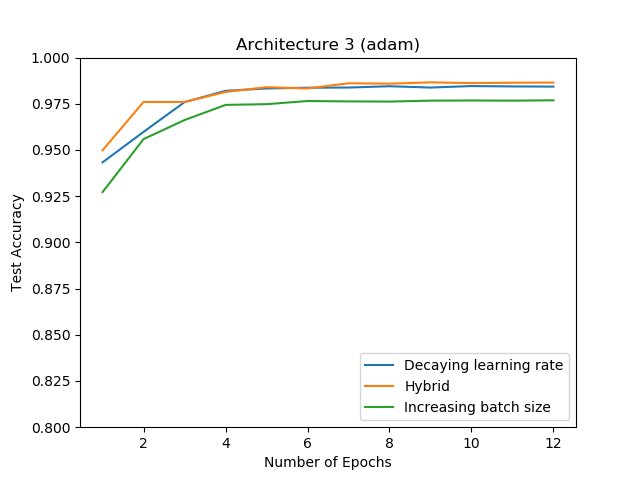 Architecture 3 (adam)
Test Accuracy
1.000
0.975
0.950
0.925
0.900
0.875
0.850
0.825
0.800
2 4 6 8 10 12
Number of Epochs
Decaying learning rate
Hybrid
Increasing batch size